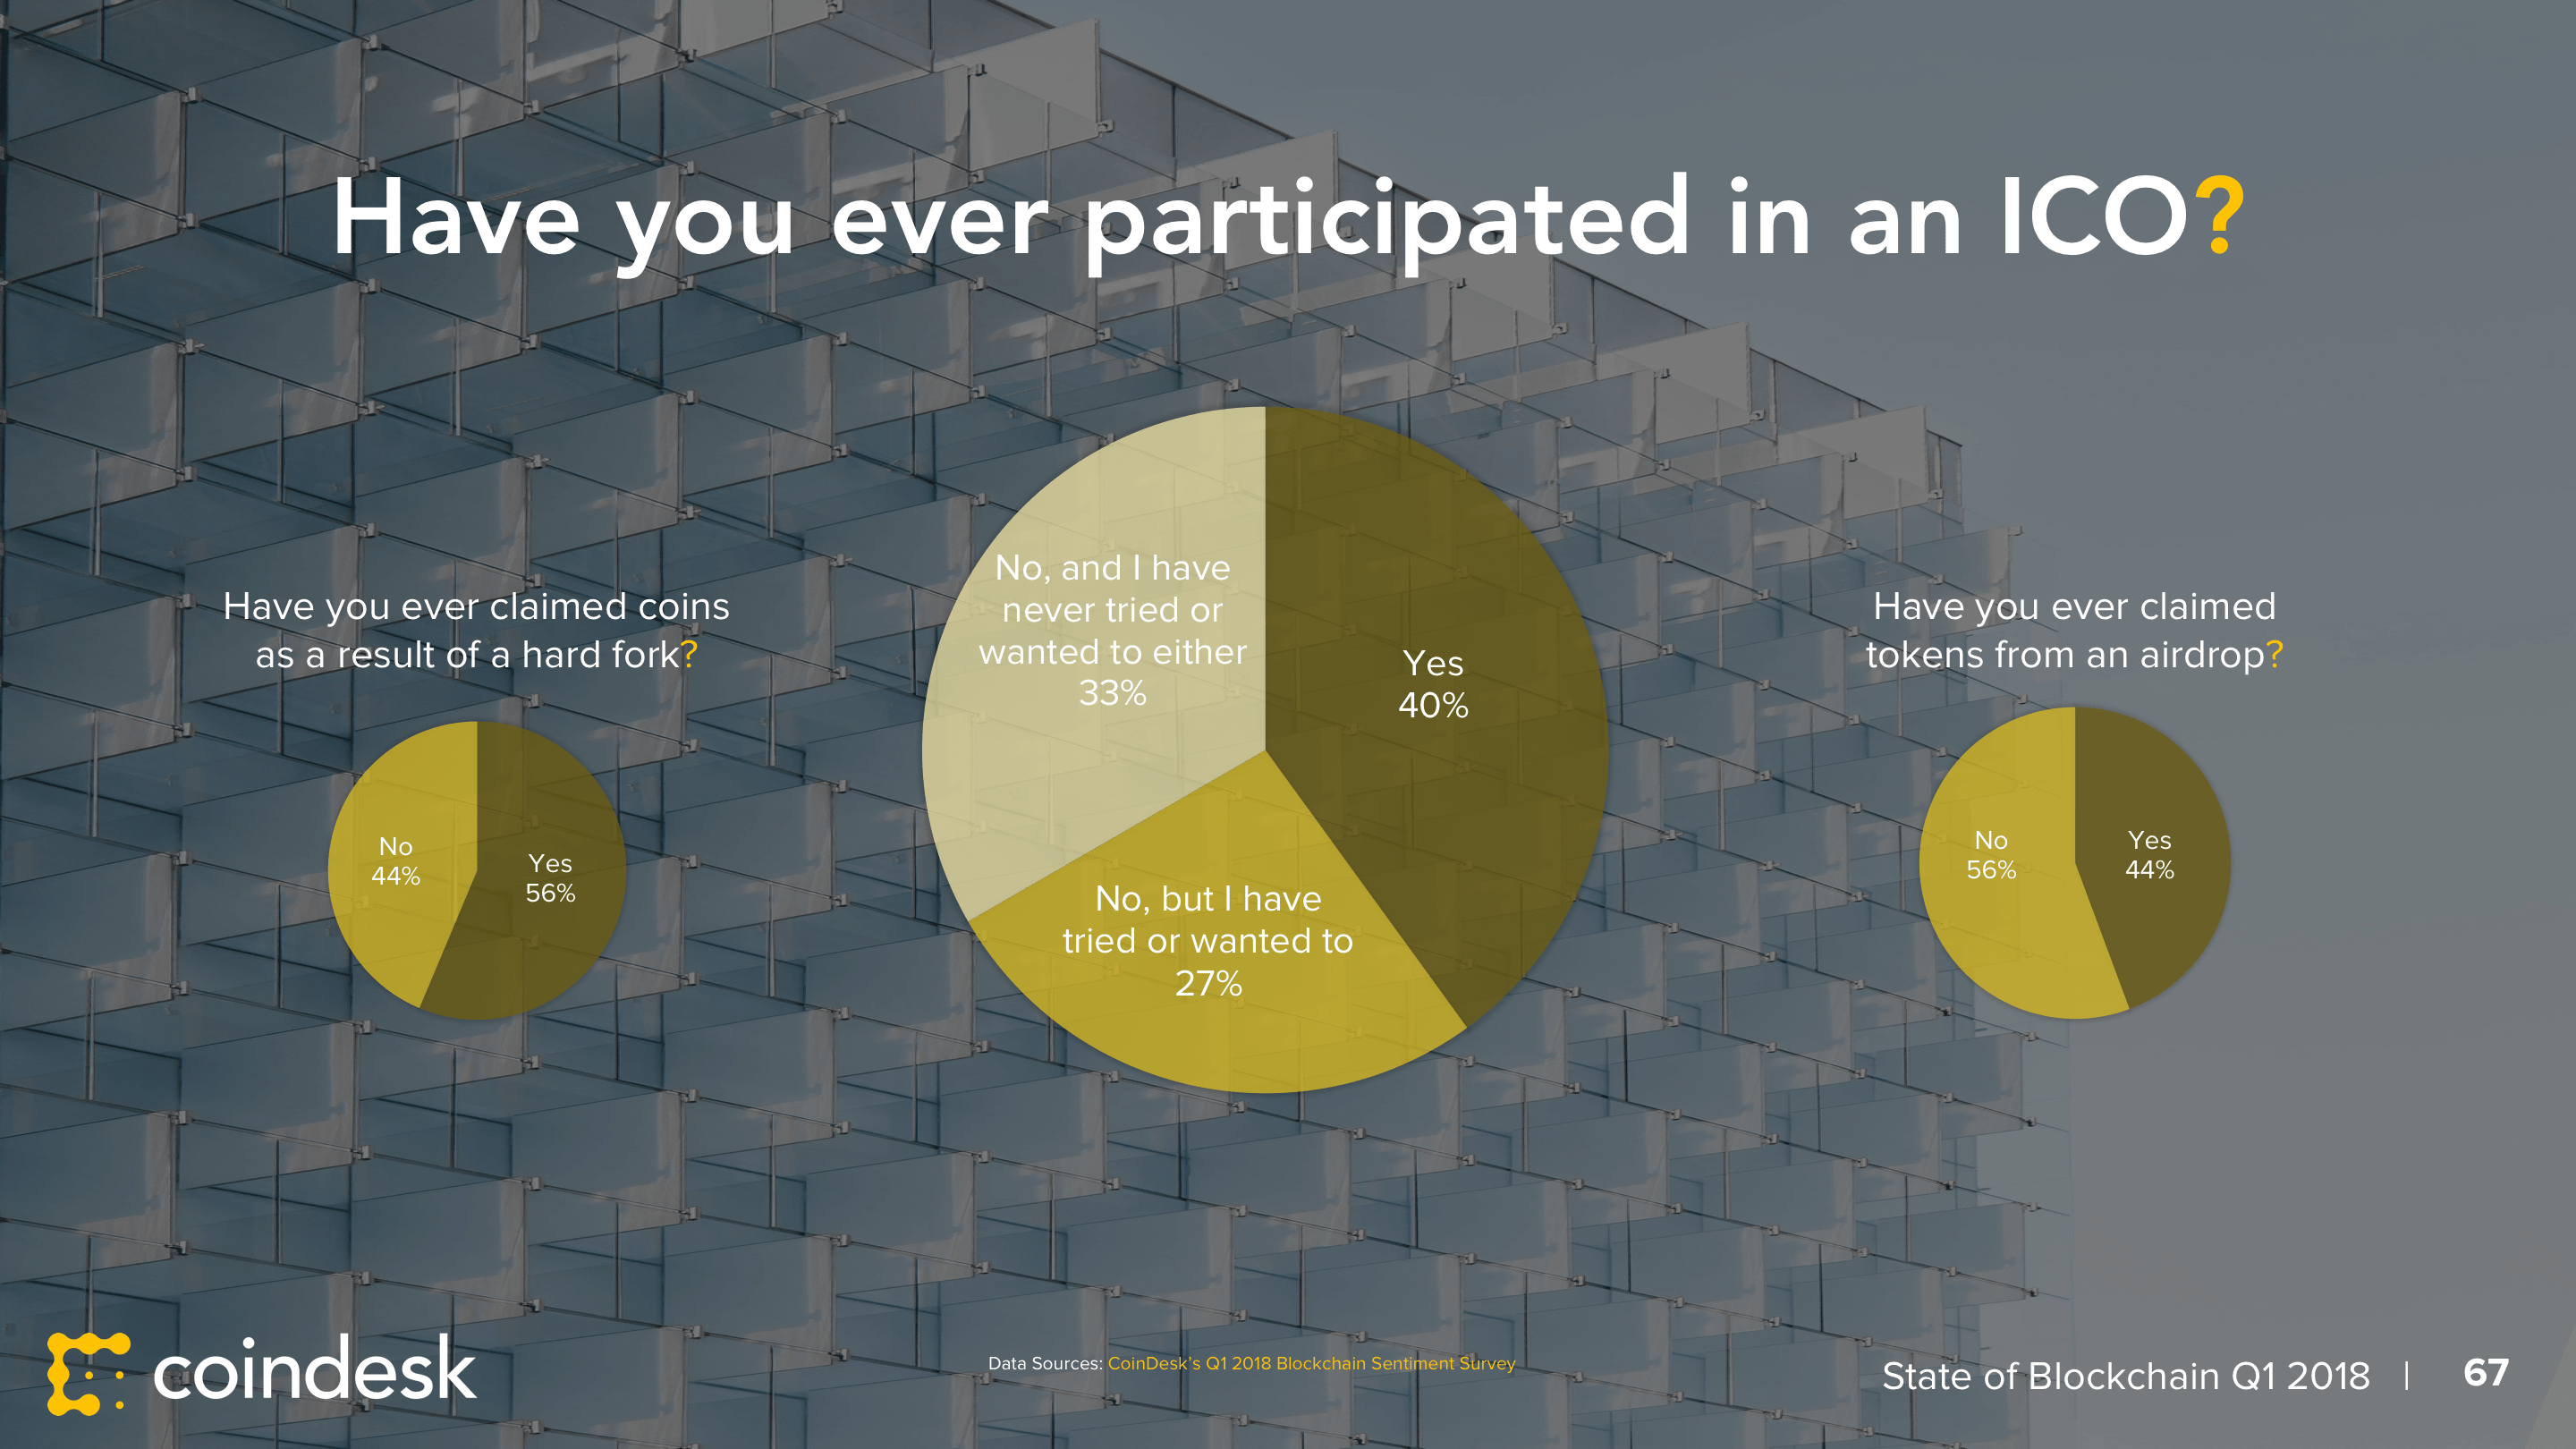 Have you ever participated in an ICO?
Have you ever claimed coins
as a result of a hard fork?
No
44%
Yes
56%
No, and I have
never tried or
wanted to either
33%
Yes
40%
No, but I have
tried or wanted to
27%
Have you ever claimed
tokens from an airdrop?
No
56%
Yes
44%
coindesk
Data Sources: CoinDesk's Q1 2018 Blockchain Sentiment Survey
State of Blockchain Q1 2018 | 67